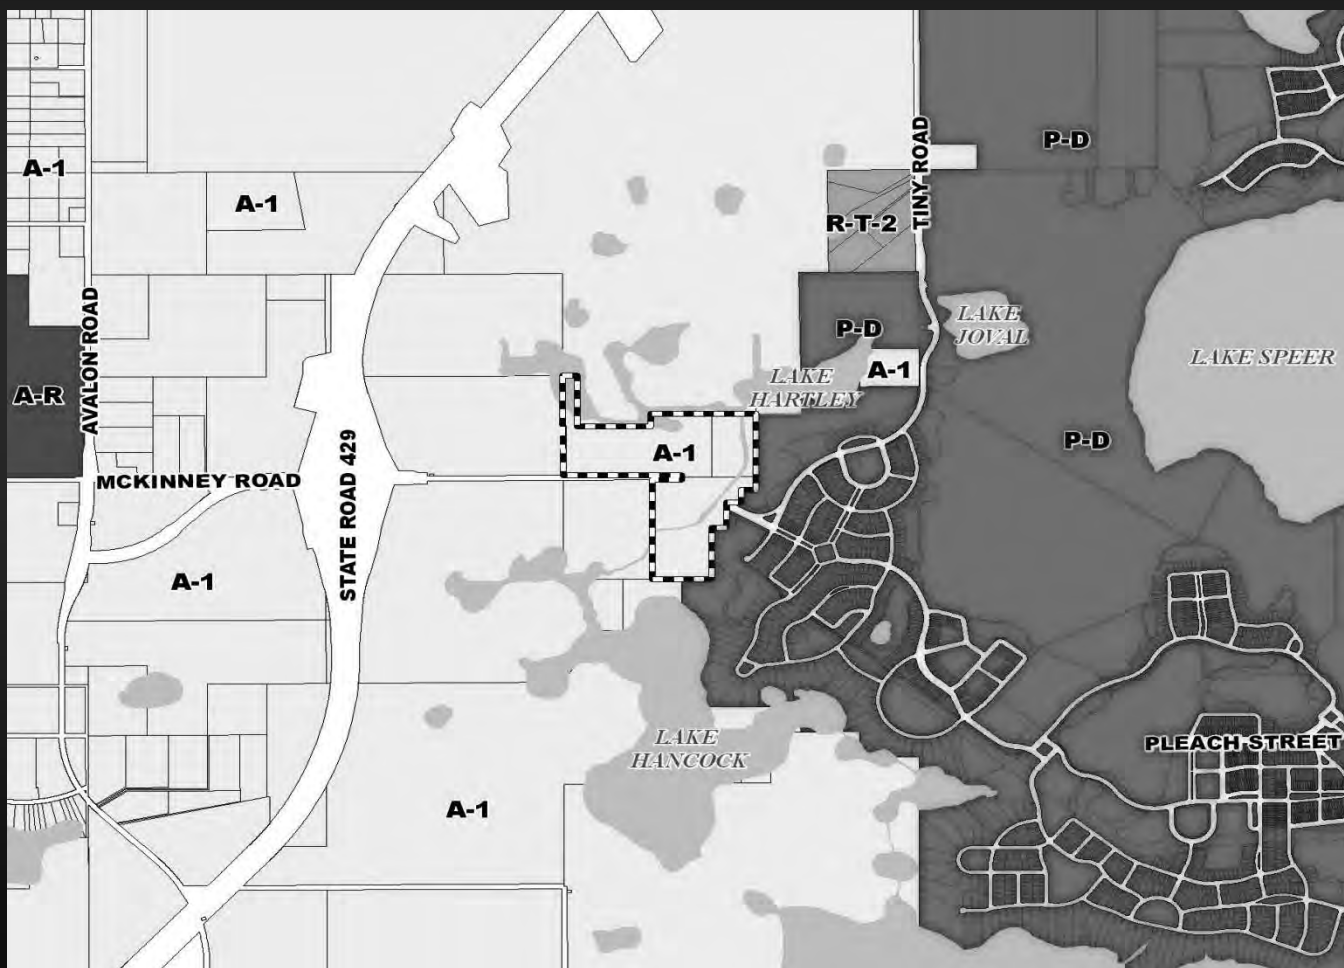 P-D
A-1
A-1
TINY ROAD
R-T-2
LAKE
JOVAL
P-D
LAKE SPEER
AVALON ROAD
A-1
LAKE
HARTLEY
A-R
P-D
A-1
STATE ROAD 429
MCKINNEY ROAD
A-1
LAKE
HANCOCK
PLEACH STREET
A-1